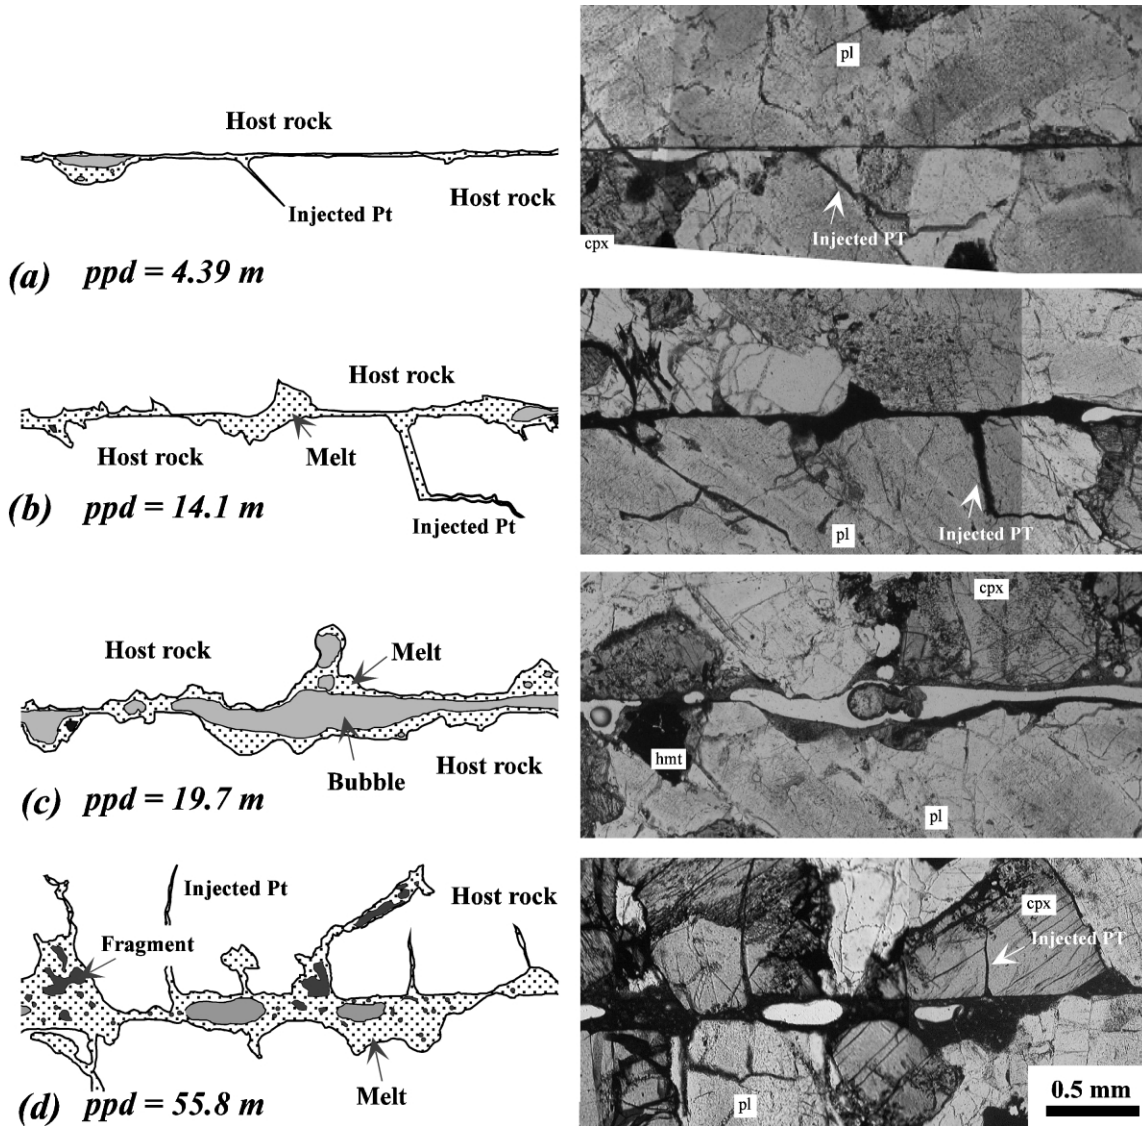 Host rock
Injected Pt
Host rock
(a) ppd = 4.39 m
pl
Injected PT
cpx
Host rock
Host rock
Melt
Injected Pt
(b) ppd = 14.1 m
Injected PT
pl
Host rock
Melt
Bubble
Host rock
(c) ppd = 19.7 m
cpx
hmt
pl
Injected Pt
Host rock
Fragment
Melt
(d) ppd = 55.8 m
cpx
Injected PT
pl
0.5 mm